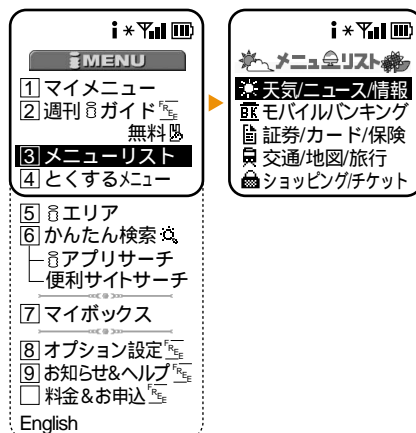 iMENU
1 マイメニュー
2 週刊iガイド FREE
無料
3 メニューリスト
4 とくするメニュー
5 iエリア
6 かんたん検索
iアプリサーチ
便利サイトサーチ
7 マイボックス
8 オプション設定 FREE
9 お知らせ&ヘルプ FREE
料金&お申込 FREE
English
メニューリスト
天気/ニュース/情報
BK モバイルバンキング
証券/カード/保険
交通/地図/旅行
ショッピング/チケット